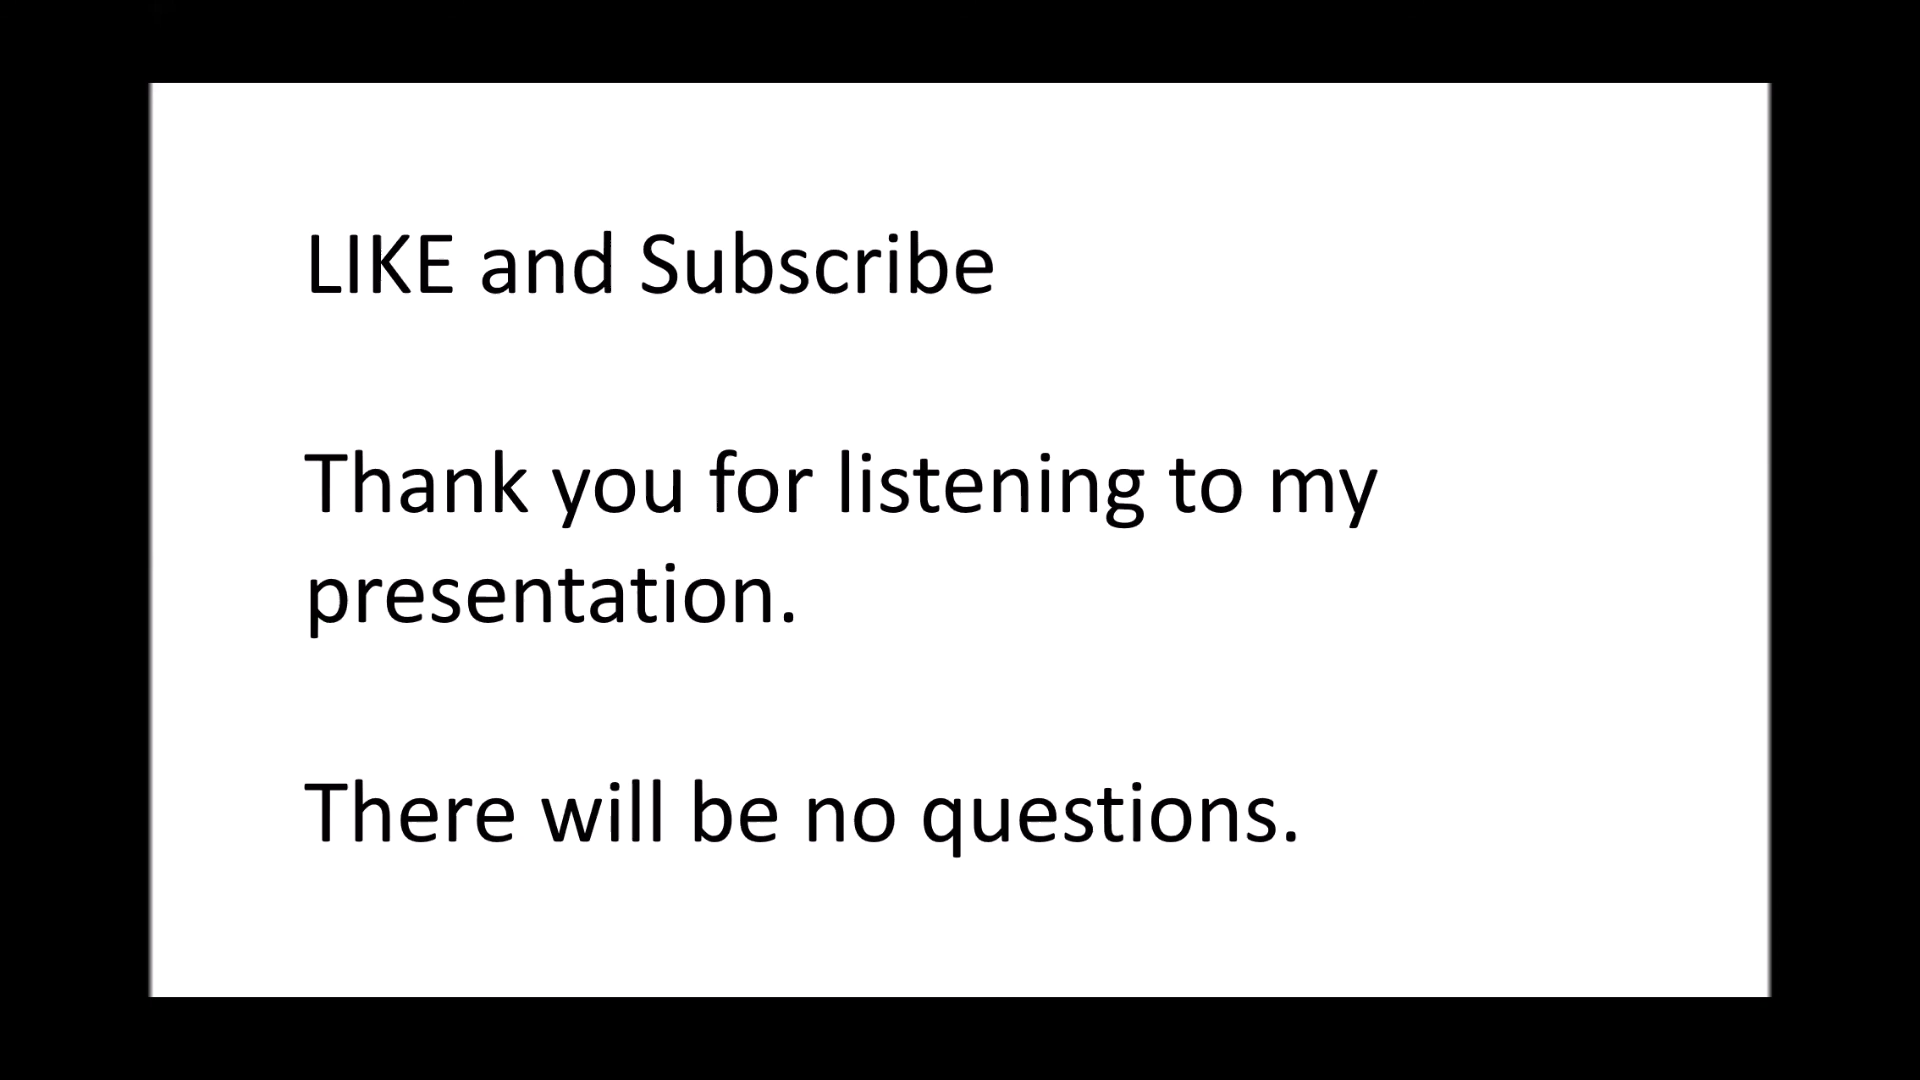 LIKE and Subscribe
Thank you for listening to my
presentation.
There will be no questions.